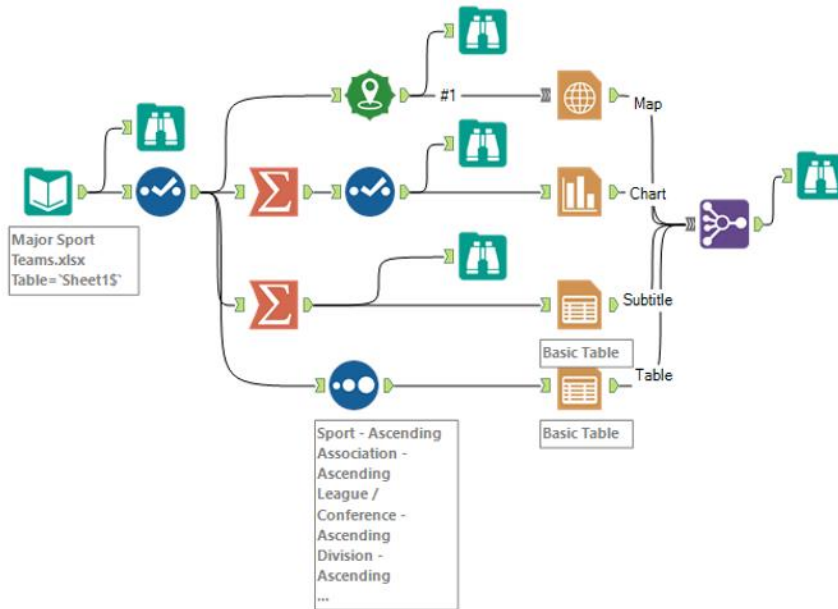 #1
Map
Chart
Major Sport
Teams.xlsx
Table=`Sheet1$`
Subtitle
Basic Table
Table
Basic Table
Sport - Ascending
Association -
Ascending
League /
Conference -
Ascending
Division -
Ascending
...